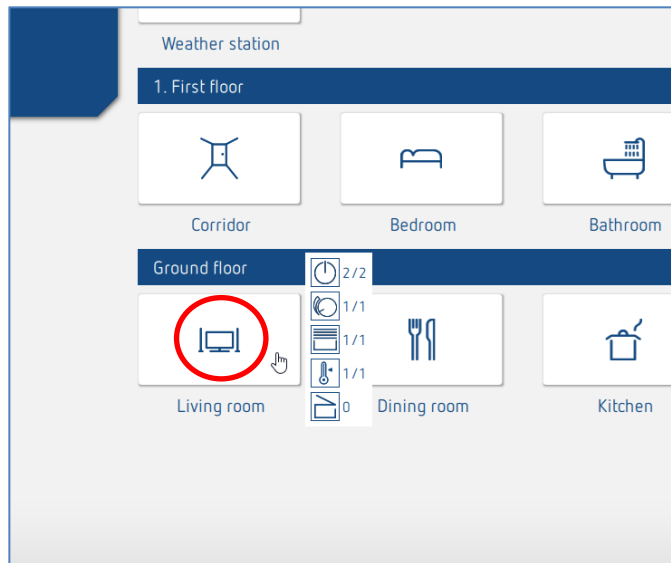 Weather station
1. First floor
Corridor Bedroom Bathroom
Ground floor
2/2
1/1
1/1
1/1
0
Living room Dining room Kitchen